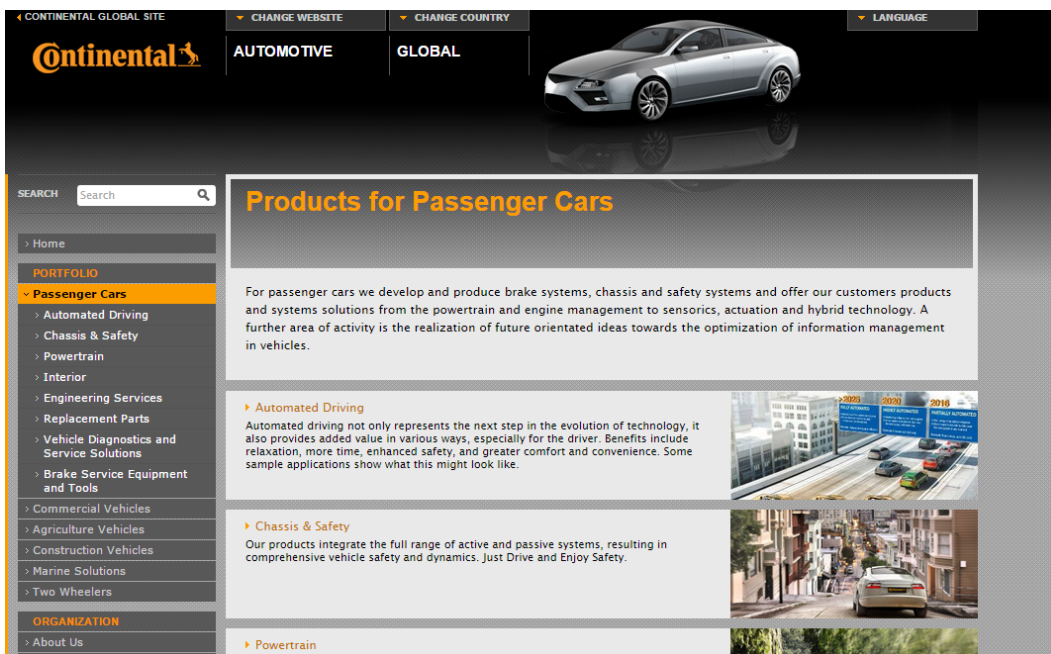 CONTINENTAL GLOBAL SITE
CHANGE WEBSITE
CHANGE COUNTRY
LANGUAGE
Continental
AUTOMOTIVE
GLOBAL
SEARCH
Search
Home
PORTFOLIO
Passenger Cars
Automated Driving
Chassis & Safety
Powertrain
Interior
Engineering Services
Replacement Parts
Vehicle Diagnostics and
Service Solutions
Brake Service Equipment
and Tools
Commercial Vehicles
Agriculture Vehicles
Construction Vehicles
Marine Solutions
Two Wheelers
ORGANIZATION
About Us
Products for Passenger Cars
For passenger cars we develop and produce brake systems, chassis and safety systems and offer our customers products
and systems solutions from the powertrain and engine management to sensorics, actuation and hybrid technology. A
further area of activity is the realization of future orientated ideas towards the optimization of information management
in vehicles.
Automated Driving
Automated driving not only represents the next step in the evolution of technology, it
also provides added value in various ways, especially for the driver. Benefits include
relaxation, more time, enhanced safety, and greater comfort and convenience. Some
sample applications show what this might look like.
>2025 2020 2016
FULLY AUTOMATED HIGHLY AUTOMATED PARTIALLY AUTOMATED
Chassis & Safety
Our products integrate the full range of active and passive systems, resulting in
comprehensive vehicle safety and dynamics. Just Drive and Enjoy Safety.
Powertrain